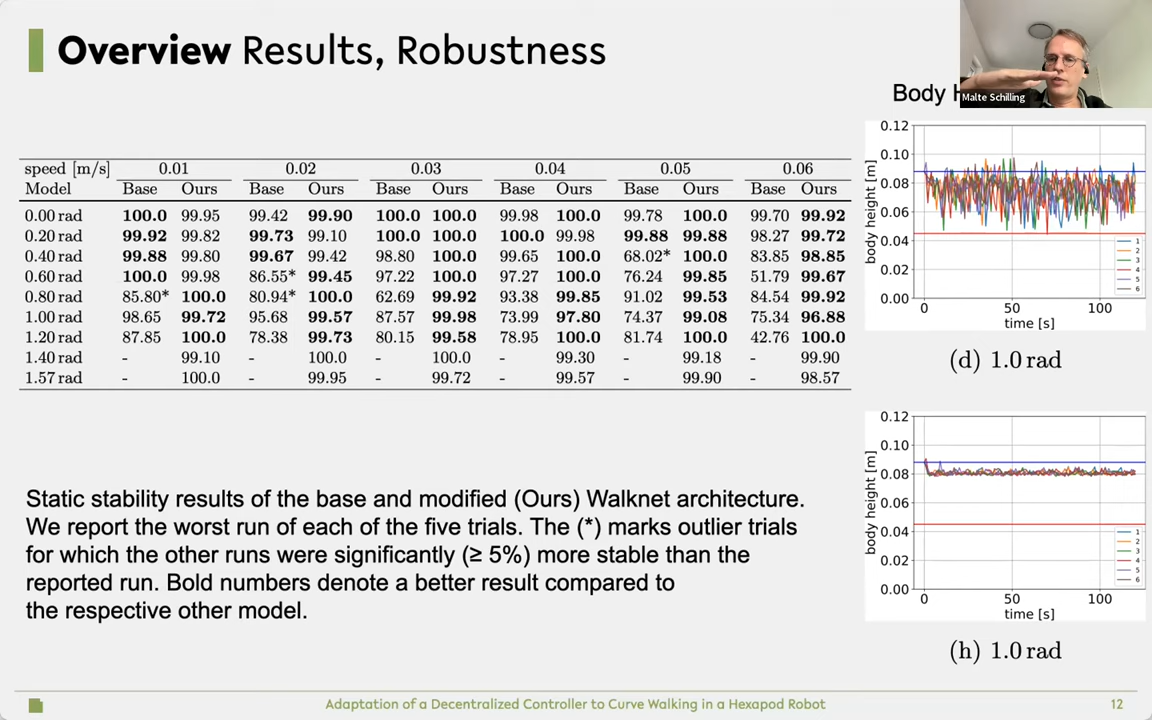 Overview Results, Robustness
Malte Schilling
Body H
speed [m/s] 0.01 0.02 0.03 0.04 0.05 0.06
Model Base Ours Base Ours Base Ours Base Ours Base Ours Base Ours
0.00 rad 100.0 99.95 99.42 99.90 100.0 100.0 99.98 100.0 99.78 100.0 99.70 99.92
0.20 rad 99.92 99.82 99.73 99.10 100.0 100.0 100.0 99.98 99.88 99.88 98.27 99.72
0.40 rad 99.88 99.80 99.67 99.42 98.80 100.0 99.65 100.0 68.02* 100.0 83.85 98.85
0.60 rad 100.0 99.98 86.55* 99.45 97.22 100.0 97.27 100.0 76.24 99.85 51.79 99.67
0.80 rad 85.80* 100.0 80.94* 100.0 62.69 99.92 93.38 99.85 91.02 99.53 84.54 99.92
1.00 rad 98.65 99.72 95.68 99.57 87.57 99.98 73.99 97.80 74.37 99.08 75.34 96.88
1.20 rad 87.85 100.0 78.38 99.73 80.15 99.58 78.95 100.0 81.74 100.0 42.76 100.0
1.40 rad - 99.10 - 100.0 - 100.0 - 99.30 - 99.18 - 99.90
1.57 rad - 100.0 - 99.95 - 99.72 - 99.57 - 99.90 - 98.57
Static stability results of the base and modified (Ours) Walknet architecture.
We report the worst run of each of the five trials. The (*) marks outlier trials
for which the other runs were significantly (≥ 5%) more stable than the
reported run. Bold numbers denote a better result compared to
the respective other model.
body height [m]
0.12
0.10
0.08
0.06
0.04
0.02
0.00
0 50 100
time [s]
1
2
3
4
5
6
(d) 1.0 rad
body height [m]
0.12
0.10
0.08
0.06
0.04
0.02
0.00
0 50 100
time [s]
1
2
3
4
5
6
(h) 1.0 rad
Adaptation of a Decentralized Controller to Curve Walking in a Hexapod Robot
12